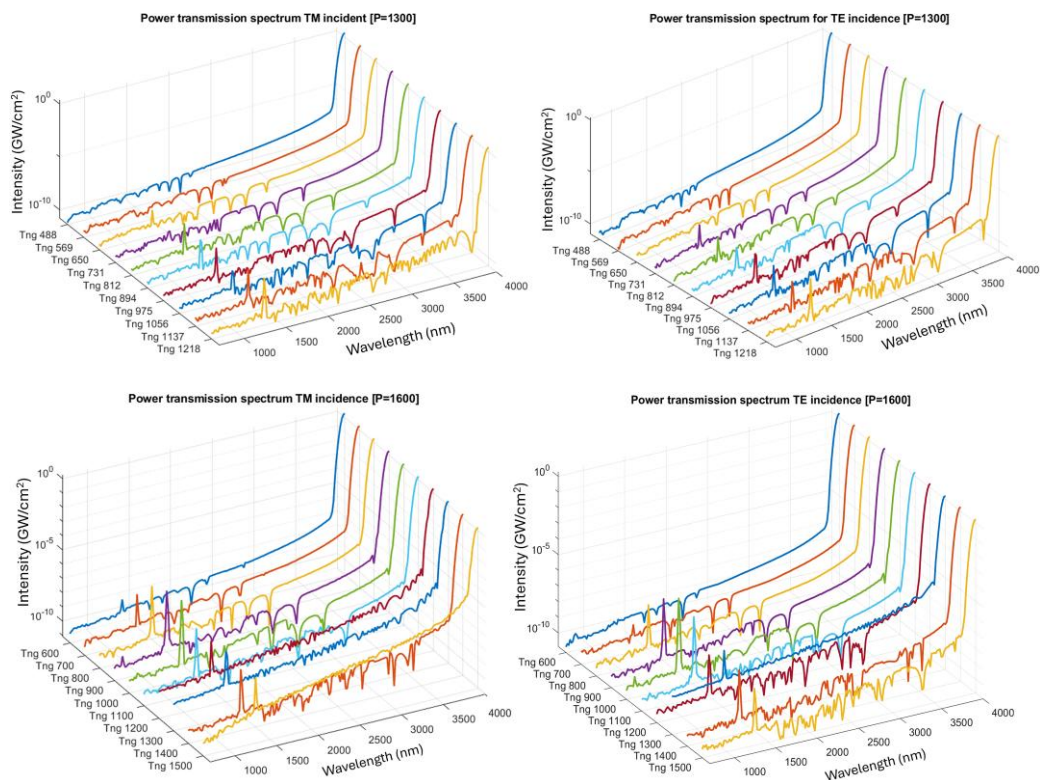 Power transmission spectrum TM incident [P=1300]
10⁰
10⁻¹⁰
Intensity (GW/cm²)
Tng 488
Tng 569
Tng 650
Tng 731
Tng 812
Tng 894
Tng 975
Tng 1056
Tng 1137
Tng 1218
1000
1500
2000
2500
3000
3500
4000
Wavelength (nm)
Power transmission spectrum for TE incidence [P=1300]
10⁰
10⁻¹⁰
Intensity (GW/cm²)
Tng 488
Tng 569
Tng 650
Tng 731
Tng 812
Tng 894
Tng 975
Tng 1056
Tng 1137
Tng 1218
1000
1500
2000
2500
3000
3500
4000
Wavelength (nm)
Power transmission spectrum TM incidence [P=1600]
10⁰
10⁻⁵
10⁻¹⁰
Intensity (GW/cm²)
Tng 600
Tng 700
Tng 800
Tng 900
Tng 1000
Tng 1100
Tng 1200
Tng 1300
Tng 1400
Tng 1500
1000
1500
2000
2500
3000
3500
4000
Wavelength (nm)
Power transmission spectrum TE incidence [P=1600]
10⁰
10⁻⁵
10⁻¹⁰
Intensity (GW/cm²)
Tng 600
Tng 700
Tng 800
Tng 900
Tng 1000
Tng 1100
Tng 1200
Tng 1300
Tng 1400
Tng 1500
1000
1500
2000
2500
3000
3500
4000
Wavelength (nm)